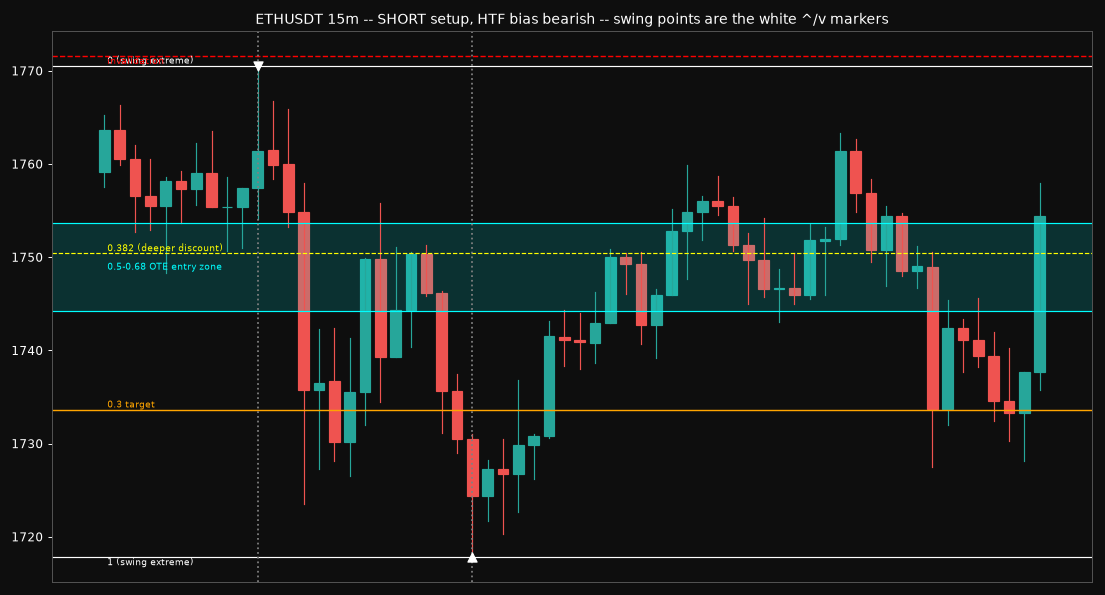 ETHUSDT 15m -- SHORT setup, HTF bias bearish -- swing points are the white ^/v markers
0 (swing extreme)
1770
1760
0.382 (deeper discount)
1750
0.5-0.68 OTE entry zone
1740
0.3 target
1730
1720
1 (swing extreme)